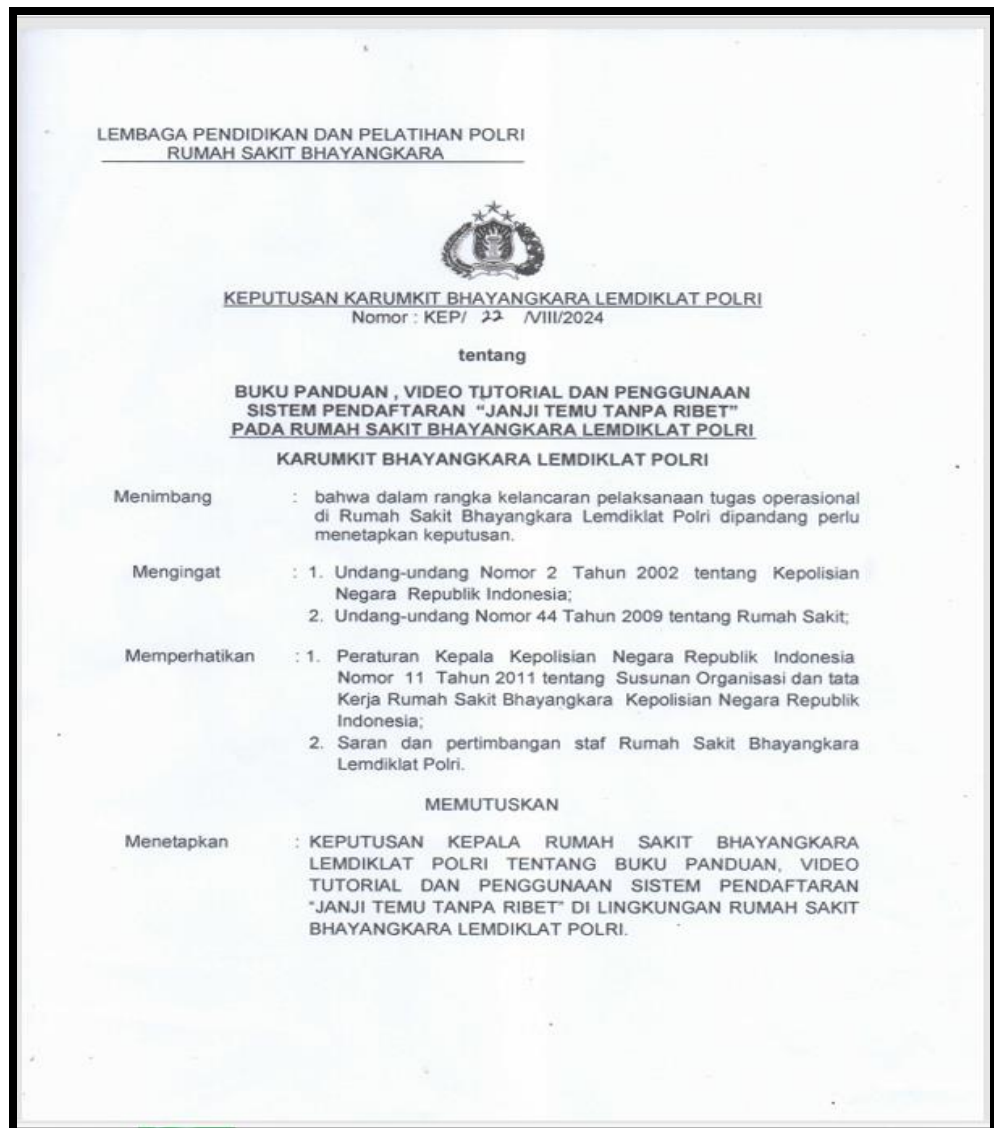 LEMBAGA PENDIDIKAN DAN PELATIHAN POLRI
RUMAH SAKIT BHAYANGKARA
KEPUTUSAN KARUMKIT BHAYANGKARA LEMDIKLAT POLRI
Nomor : KEP/ 22 /VIII/2024
tentang
BUKU PANDUAN , VIDEO TUTORIAL DAN PENGGUNAAN
SISTEM PENDAFTARAN "JANJI TEMU TANPA RIBET"
PADA RUMAH SAKIT BHAYANGKARA LEMDIKLAT POLRI
KARUMKIT BHAYANGKARA LEMDIKLAT POLRI
Menimbang : bahwa dalam rangka kelancaran pelaksanaan tugas operasional
di Rumah Sakit Bhayangkara Lemdiklat Polri dipandang perlu
menetapkan keputusan.
Mengingat : 1. Undang-undang Nomor 2 Tahun 2002 tentang Kepolisian
Negara Republik Indonesia;
2. Undang-undang Nomor 44 Tahun 2009 tentang Rumah Sakit;
Memperhatikan : 1. Peraturan Kepala Kepolisian Negara Republik Indonesia
Nomor 11 Tahun 2011 tentang Susunan Organisasi dan tata
Kerja Rumah Sakit Bhayangkara Kepolisian Negara Republik
Indonesia;
2. Saran dan pertimbangan staf Rumah Sakit Bhayangkara
Lemdiklat Polri.
MEMUTUSKAN
Menetapkan : KEPUTUSAN KEPALA RUMAH SAKIT BHAYANGKARA
LEMDIKLAT POLRI TENTANG BUKU PANDUAN, VIDEO
TUTORIAL DAN PENGGUNAAN SISTEM PENDAFTARAN
"JANJI TEMU TANPA RIBET" DI LINGKUNGAN RUMAH SAKIT
BHAYANGKARA LEMDIKLAT POLRI.